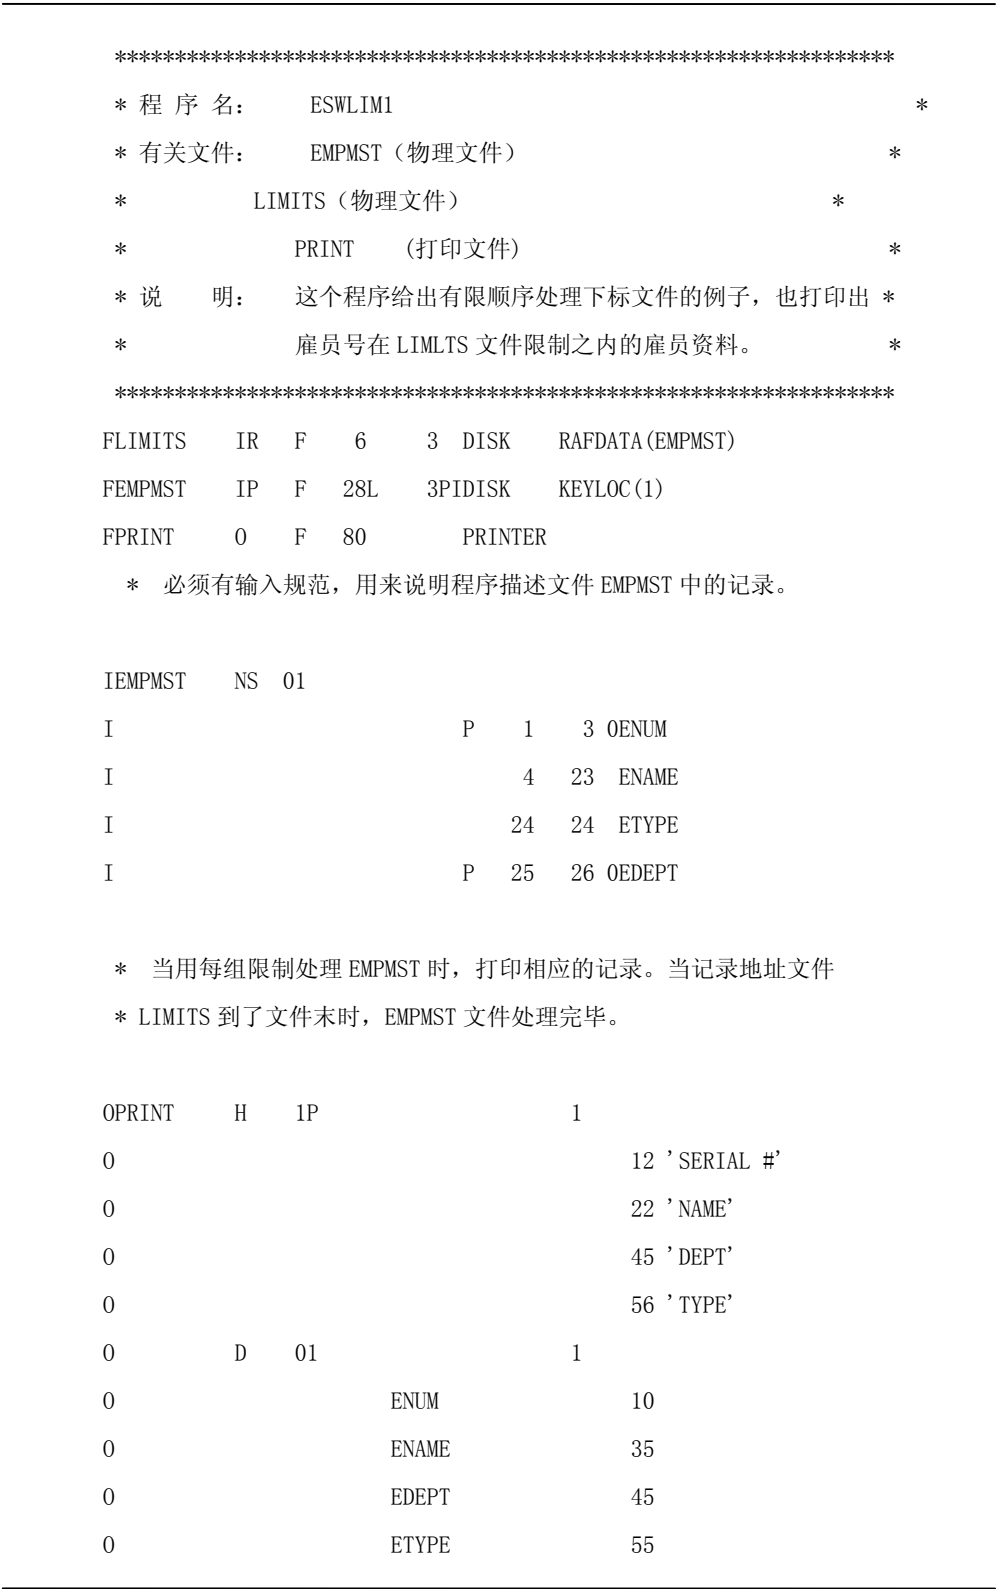 *****************************************************************
* 程 序 名： ESWLIM1 *
* 有关文件： EMPMST（物理文件） *
* LIMITS（物理文件） *
* PRINT (打印文件) *
* 说 明： 这个程序给出有限顺序处理下标文件的例子，也打印出 *
* 雇员号在 LIMLTS 文件限制之内的雇员资料。 *
*****************************************************************
FLIMITS IR F 6 3 DISK RAFDATA(EMPMST)
FEMPMST IP F 28L 3PIDISK KEYLOC(1)
FPRINT O F 80 PRINTER
* 必须有输入规范，用来说明程序描述文件 EMPMST 中的记录。
IEMPMST NS 01
I P 1 3 0ENUM
I 4 23 ENAME
I 24 24 ETYPE
I P 25 26 0EDEPT
* 当用每组限制处理 EMPMST 时，打印相应的记录。当记录地址文件
* LIMITS 到了文件末时，EMPMST 文件处理完毕。
OPRINT H 1P 1
O 12 'SERIAL #'
O 22 'NAME'
O 45 'DEPT'
O 56 'TYPE'
O D 01 1
O ENUM 10
O ENAME 35
O EDEPT 45
O ETYPE 55